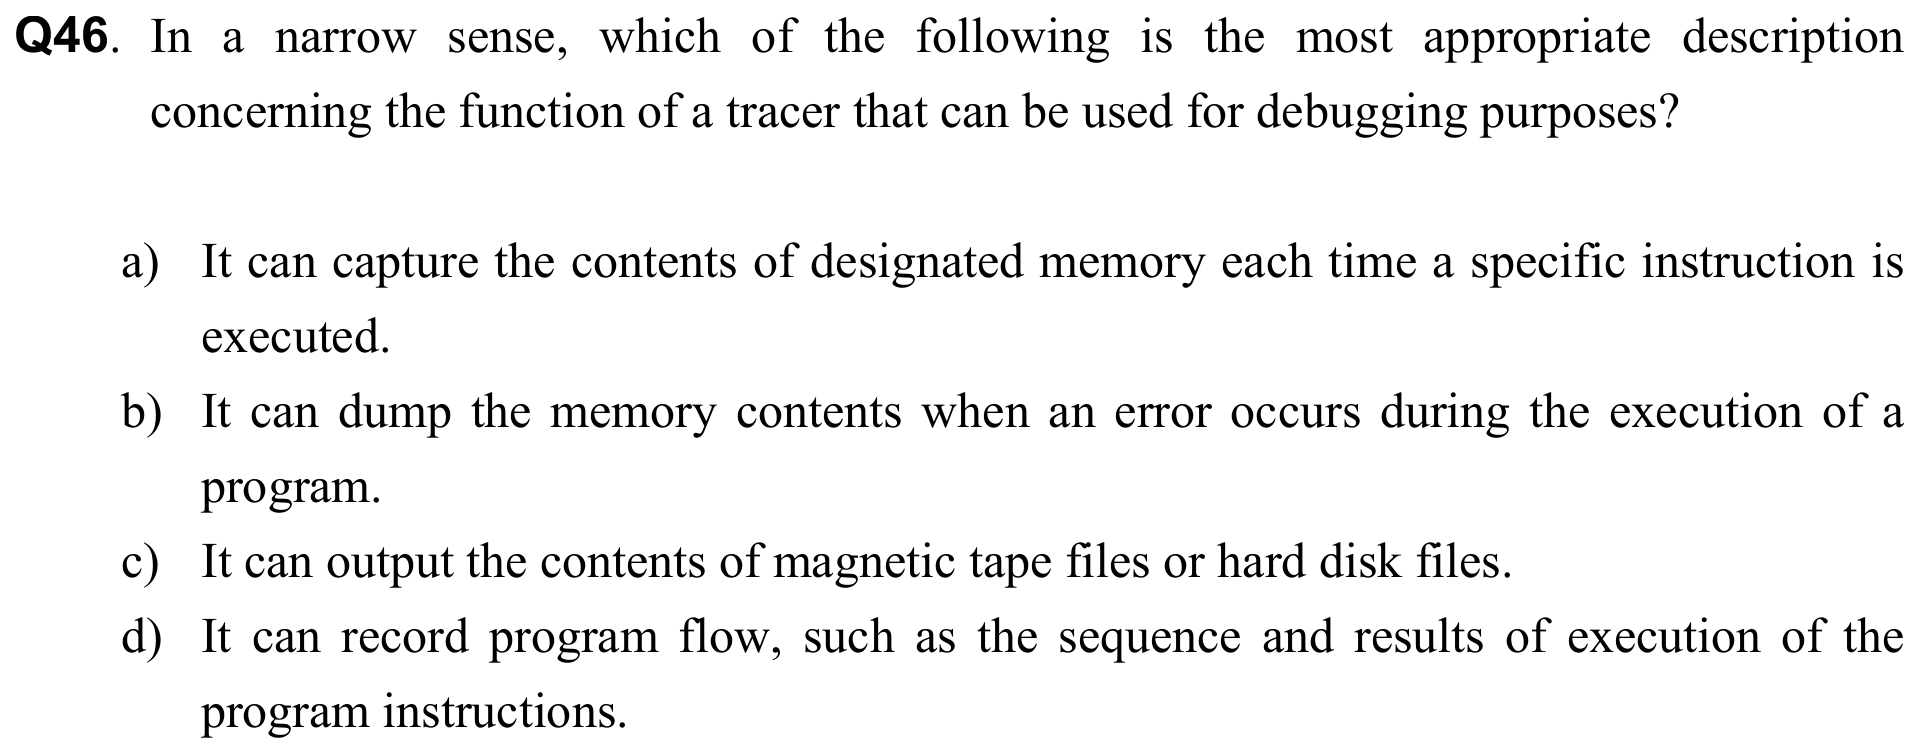 Q46. In a narrow sense, which of the following is the most appropriate description
concerning the function of a tracer that can be used for debugging purposes?
a) It can capture the contents of designated memory each time a specific instruction is
executed.
b) It can dump the memory contents when an error occurs during the execution of a
program.
c) It can output the contents of magnetic tape files or hard disk files.
d) It can record program flow, such as the sequence and results of execution of the
program instructions.